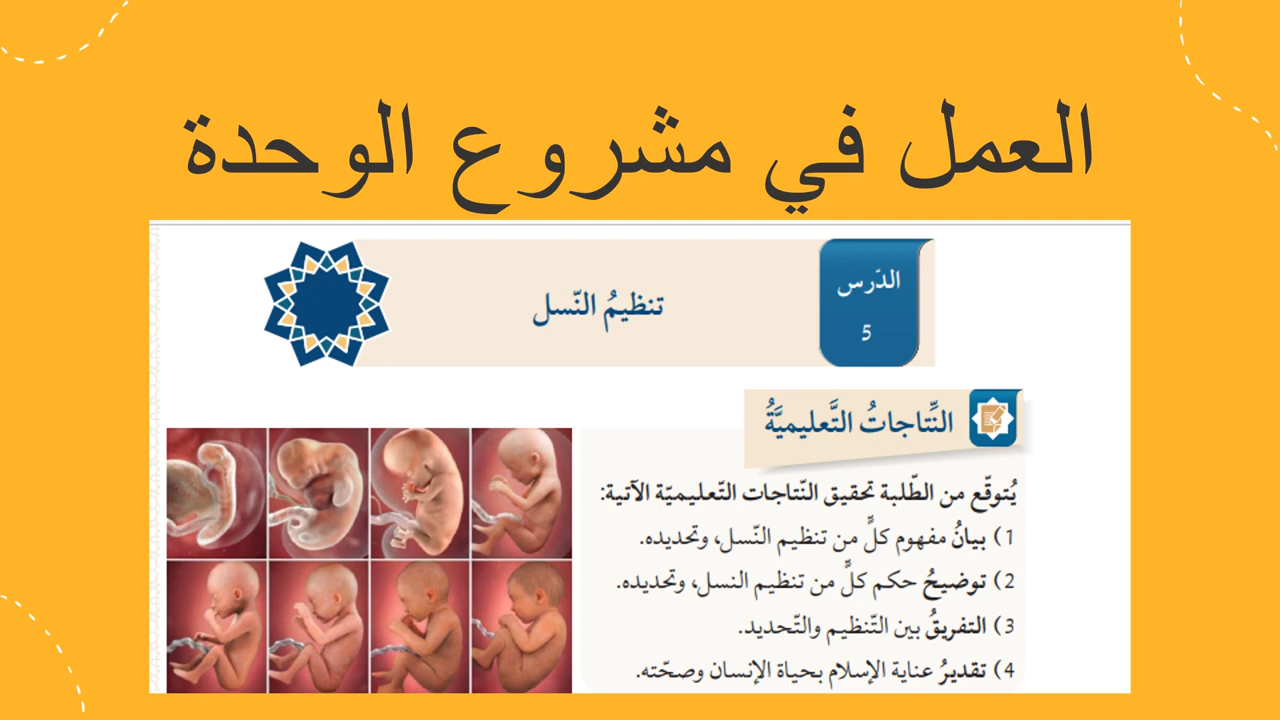 العمل في مشروع الوحدة
الدّرس
5
تنظيمُ النّسل
النِّتاجاتُ التَّعليميَّةُ
يُتوقّع من الطّلبة تحقيق النّتاجات التّعليميّة الآتية:
1) بيانُ مفهوم كلٍّ من تنظيم النّسل، وتحديده.
2) توضيحُ حكم كلٍّ من تنظيم النسل، وتحديده.
3) التفريقُ بين التّنظيم والتّحديد.
4) تقديرُ عناية الإسلام بحياة الإنسان وصحّته.